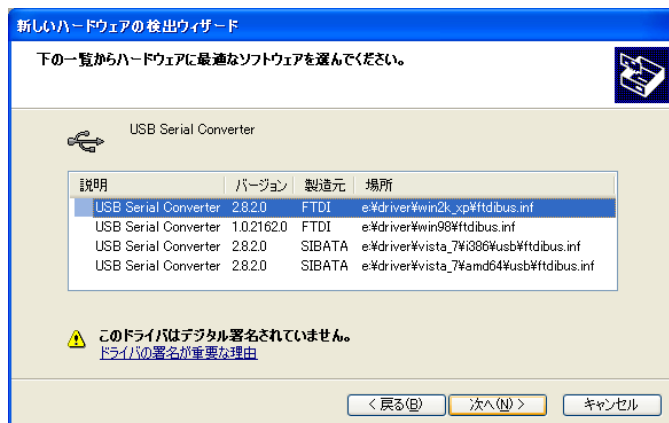 新しいハードウェアの検出ウィザード
下の一覧からハードウェアに最適なソフトウェアを選んでください。
USB Serial Converter
説明 バージョン 製造元 場所
USB Serial Converter 2.8.2.0 FTDI e:¥driver¥win2k_xp¥ftdibus.inf
USB Serial Converter 1.0.2162.0 FTDI e:¥driver¥win98¥ftdibus.inf
USB Serial Converter 2.8.2.0 SIBATA e:¥driver¥vista_7¥i386¥usb¥ftdibus.inf
USB Serial Converter 2.8.2.0 SIBATA e:¥driver¥vista_7¥amd64¥usb¥ftdibus.inf
このドライバはデジタル署名されていません。
ドライバの署名が重要な理由
< 戻る(B) 次へ(N) > キャンセル